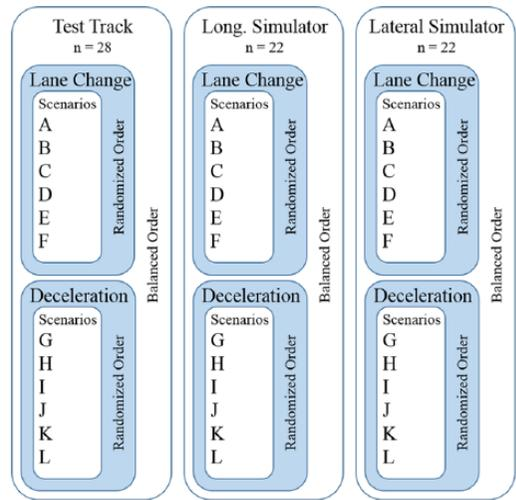 Test Track
n = 28
Lane Change
Scenarios
A
B
C
D
E
F
Randomized Order
Deceleration
Scenarios
G
H
I
J
K
L
Randomized Order
Balanced Order
Long. Simulator
n = 22
Lane Change
Scenarios
A
B
C
D
E
F
Randomized Order
Deceleration
Scenarios
G
H
I
J
K
L
Randomized Order
Balanced Order
Lateral Simulator
n = 22
Lane Change
Scenarios
A
B
C
D
E
F
Randomized Order
Deceleration
Scenarios
G
H
I
J
K
L
Randomized Order
Balanced Order